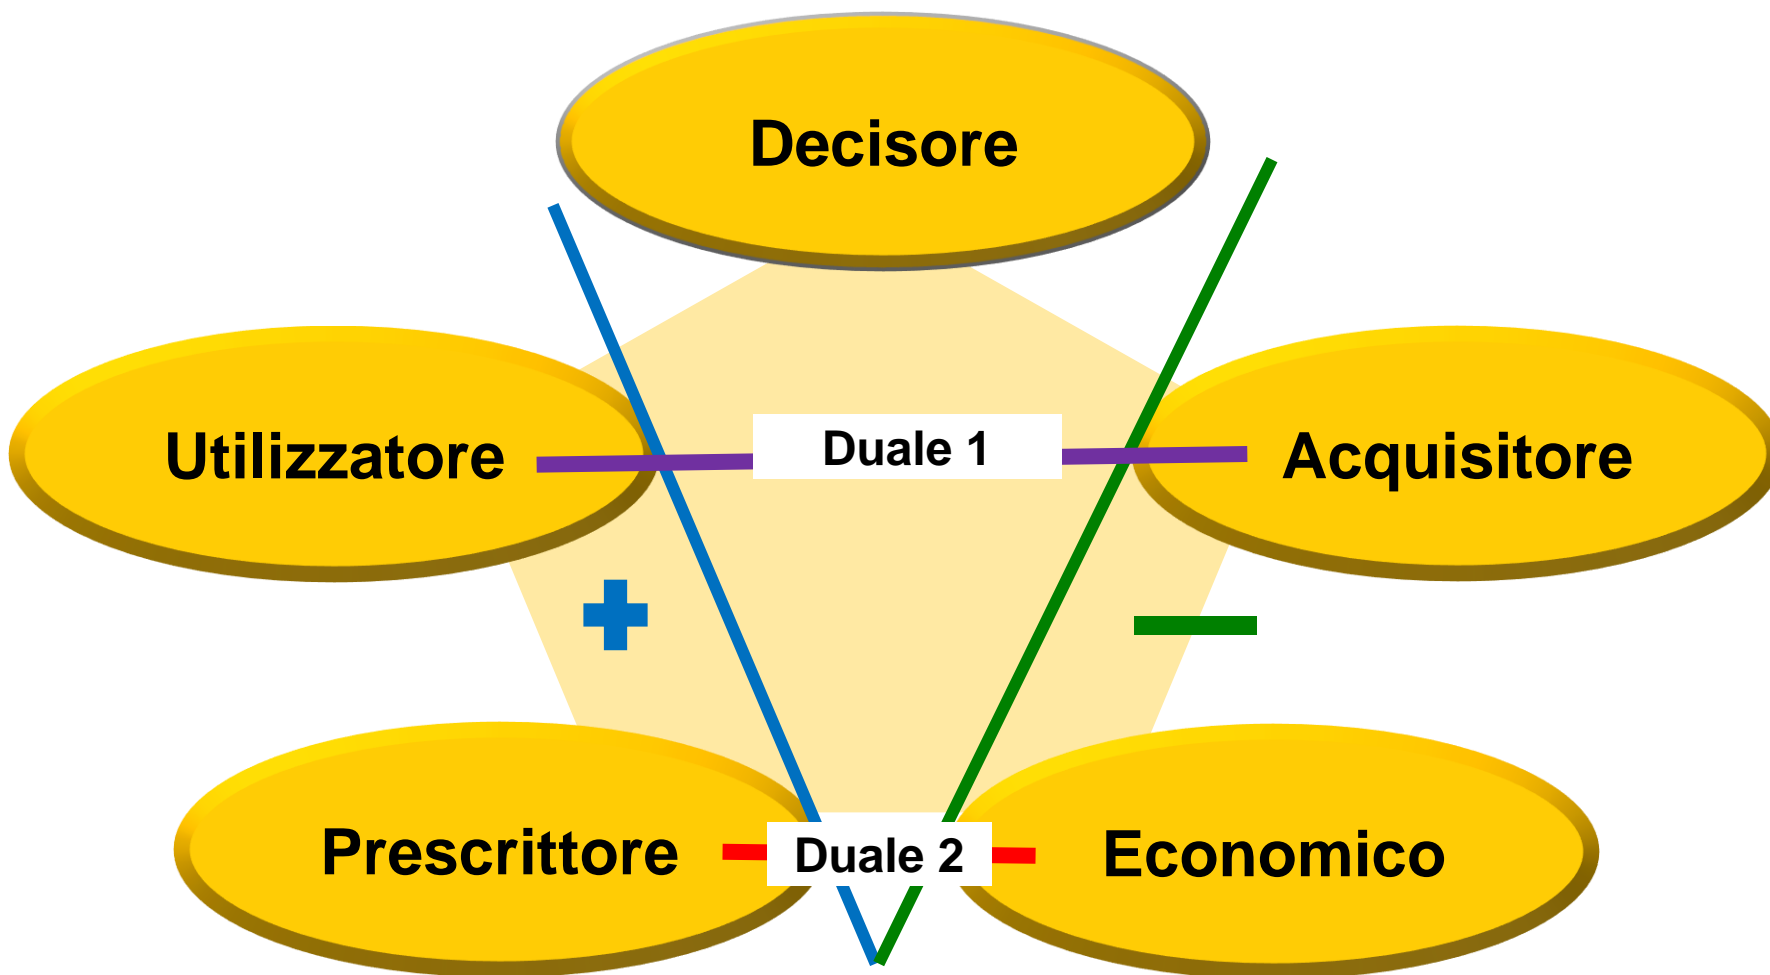 Decisore
Utilizzatore
Duale 1
Acquisitore
Prescrittore
Duale 2
Economico